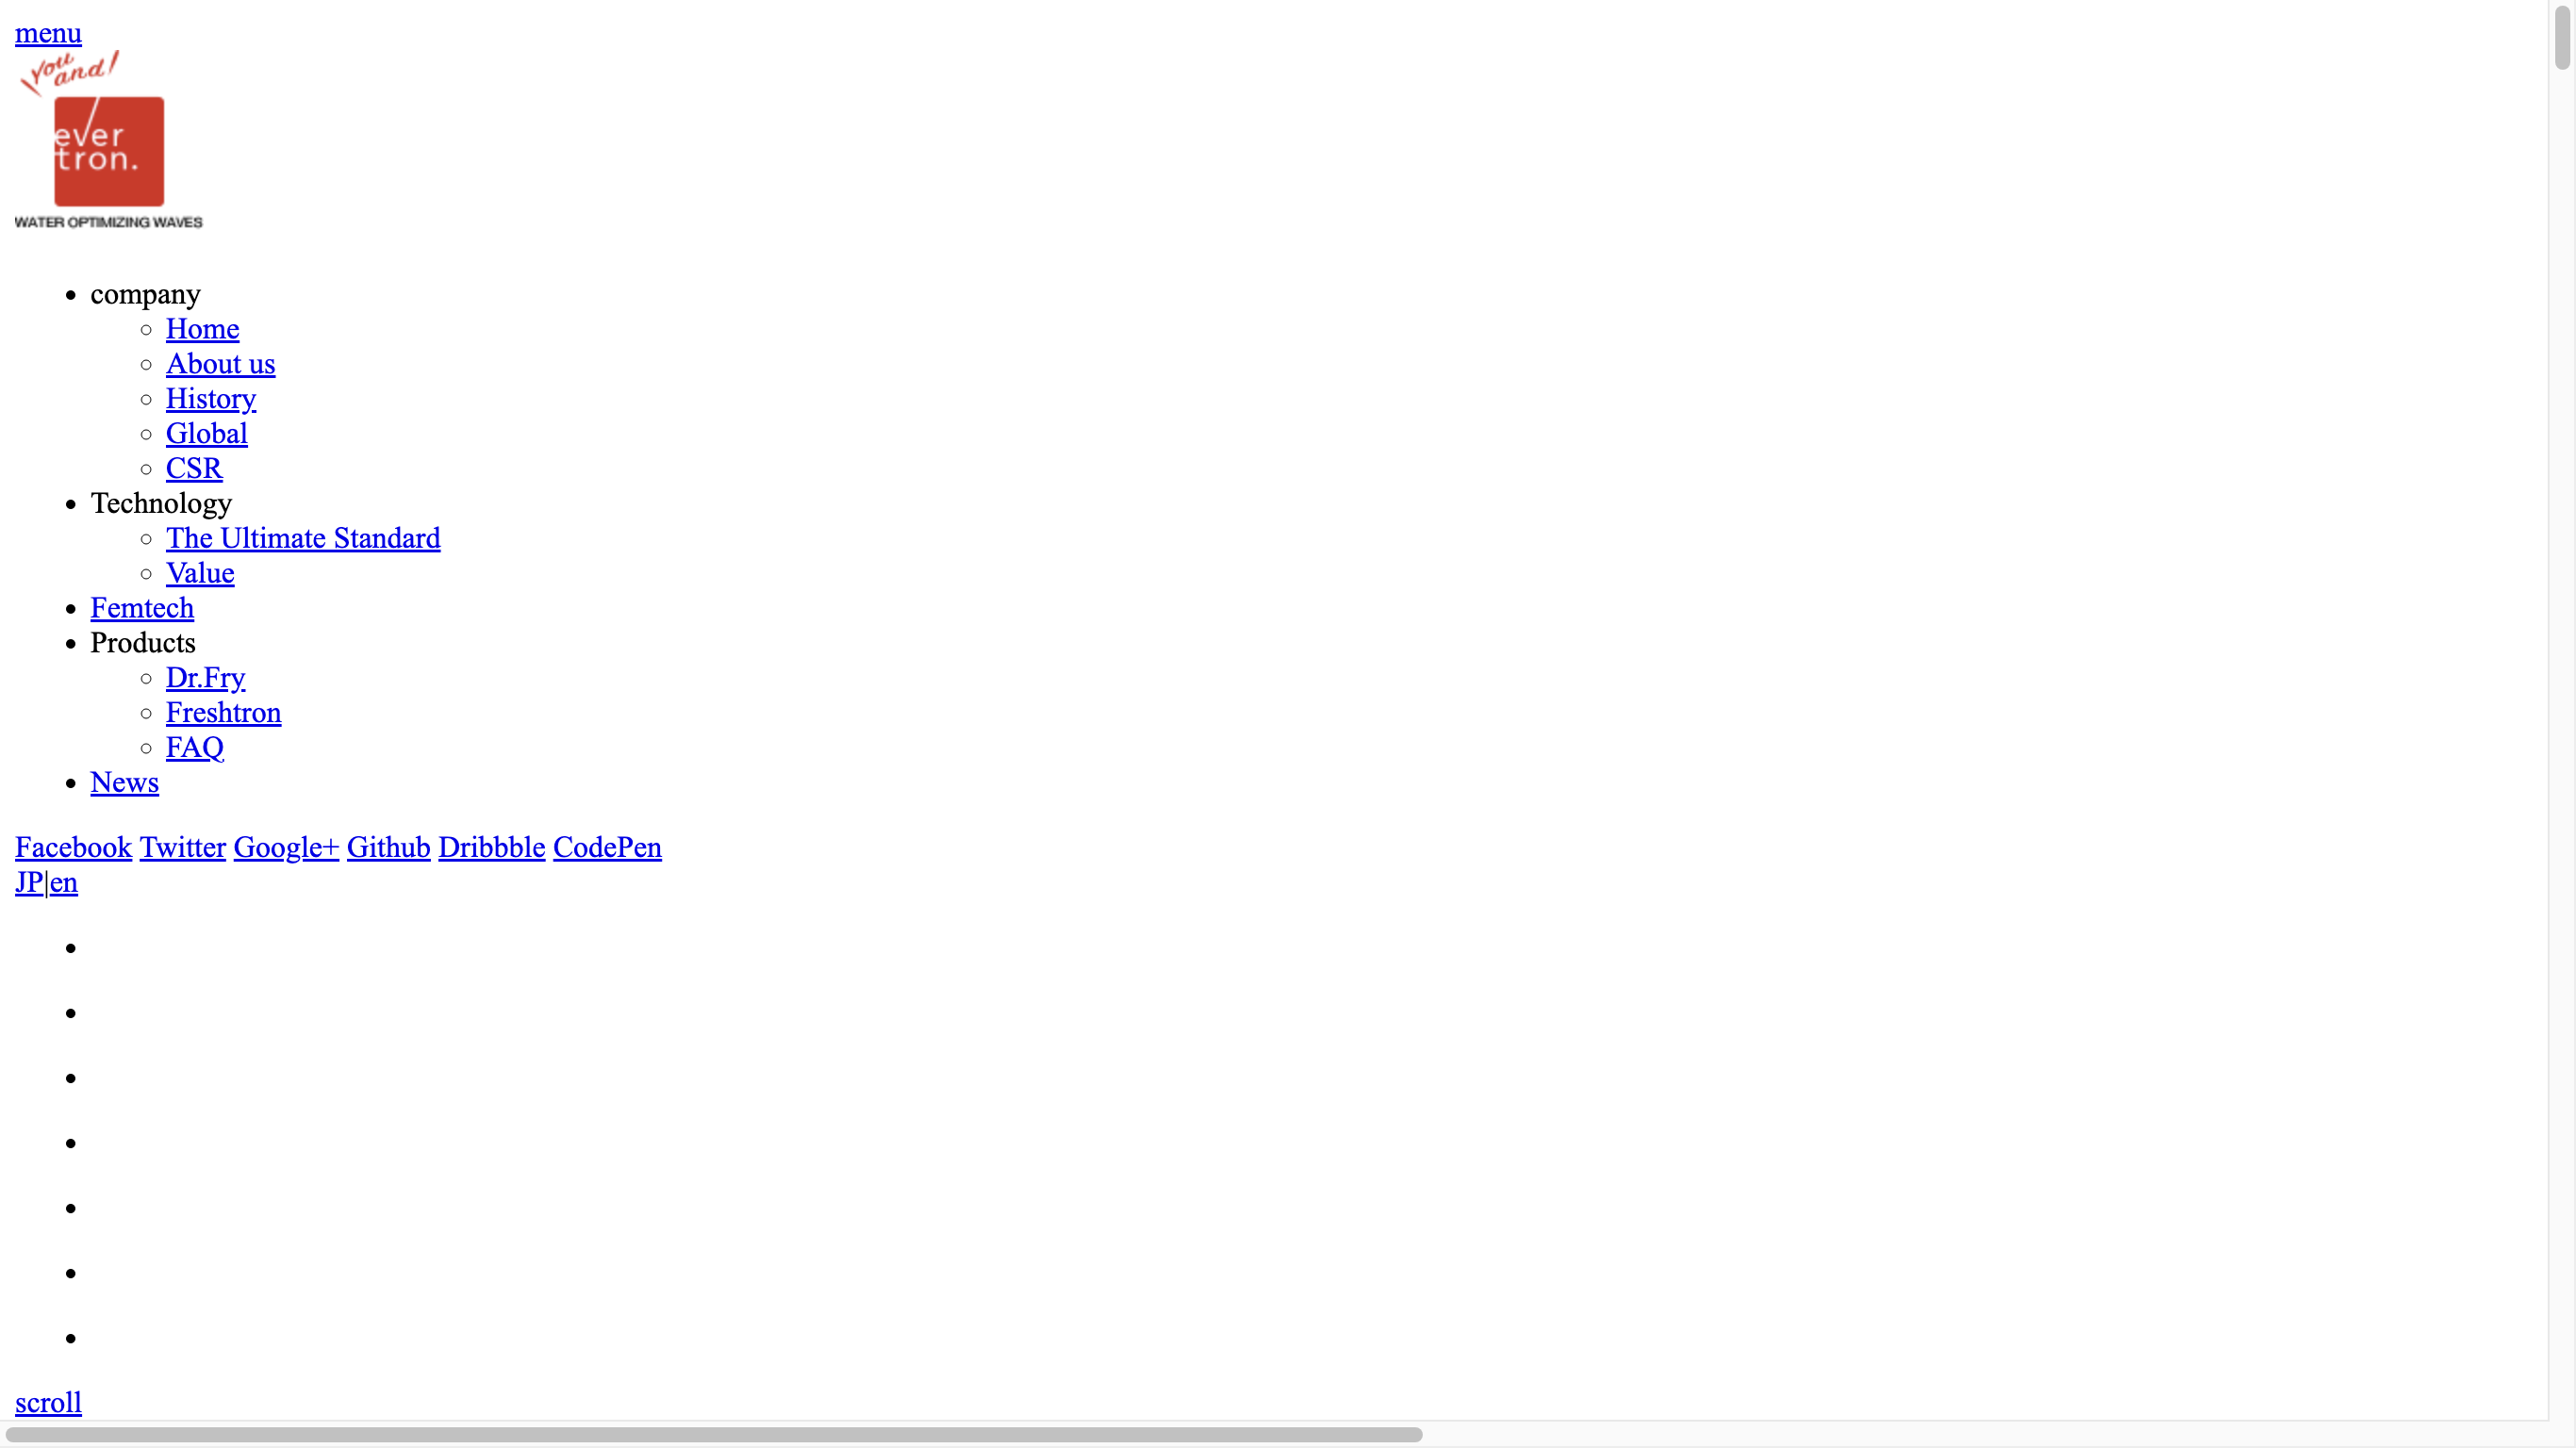 menu
you and I
ever
tron.
WATER OPTIMIZING WAVES
company
Home
About us
History
Global
CSR
Technology
The Ultimate Standard
Value
Femtech
Products
Dr.Fry
Freshtron
FAQ
News
Facebook Twitter Google+ Github Dribbble CodePen
JP|en
scroll